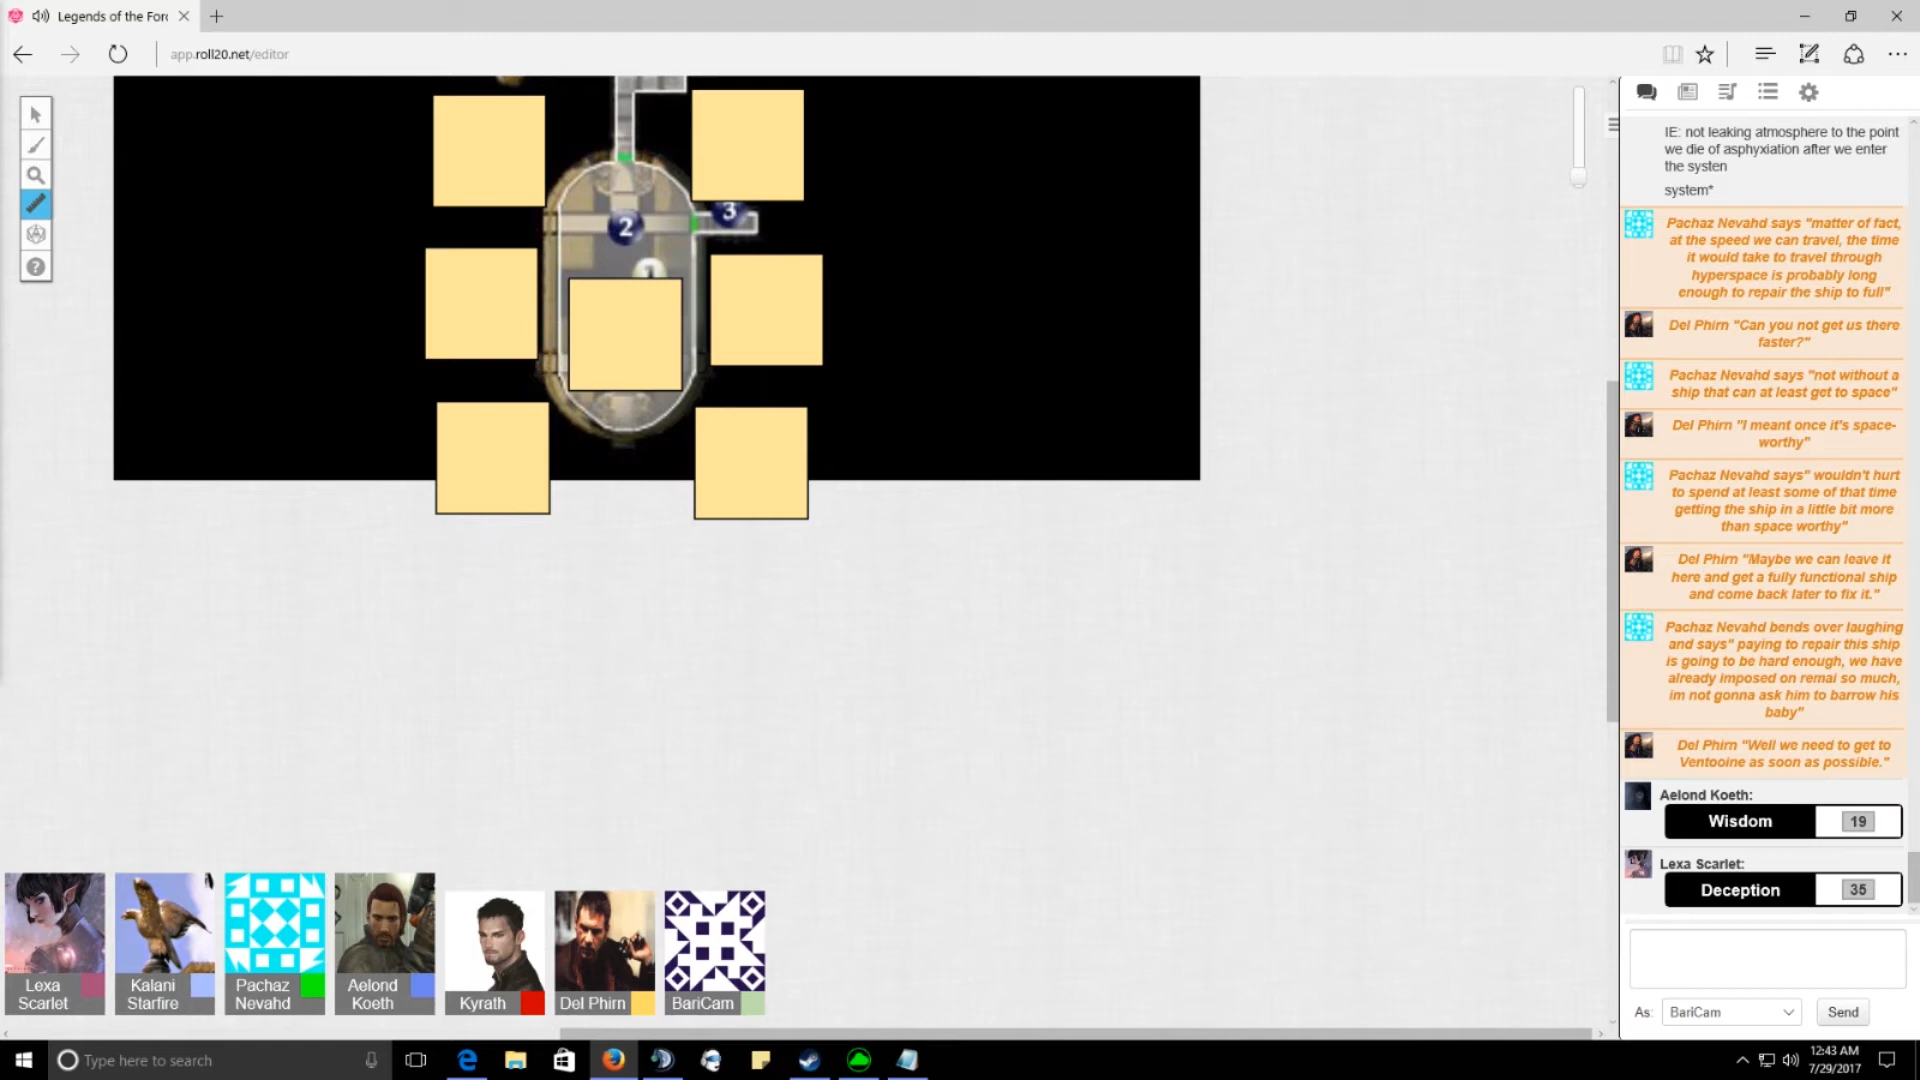 Legends of the Forc
app.roll20.net/editor
3
2
1
IE: not leaking atmosphere to the point
we die of asphyxiation after we enter
the systen
system*
Pachaz Nevahd says "matter of fact,
at the speed we can travel, the time
it would take to travel through
hyperspace is probably long
enough to repair the ship to full"
Del Phirn "Can you not get us there
faster?"
Pachaz Nevahd says "not without a
ship that can at least get to space"
Del Phirn "I meant once it's space-
worthy"
Pachaz Nevahd says" wouldn't hurt
to spend at least some of that time
getting the ship in a little bit more
than space worthy"
Del Phirn "Maybe we can leave it
here and get a fully functional ship
and come back later to fix it."
Pachaz Nevahd bends over laughing
and says" paying to repair this ship
is going to be hard enough, we have
already imposed on remai so much,
im not gonna ask him to barrow his
baby"
Del Phirn "Well we need to get to
Ventooine as soon as possible."
Aelond Koeth:
Wisdom 19
Lexa Scarlet:
Deception 35
As: BariCam Send
Lexa
Scarlet
Kalani
Starfire
Pachaz
Nevahd
Aelond
Koeth
Kyrath
Del Phirn
BariCam
Type here to search
12:43 AM
7/29/2017